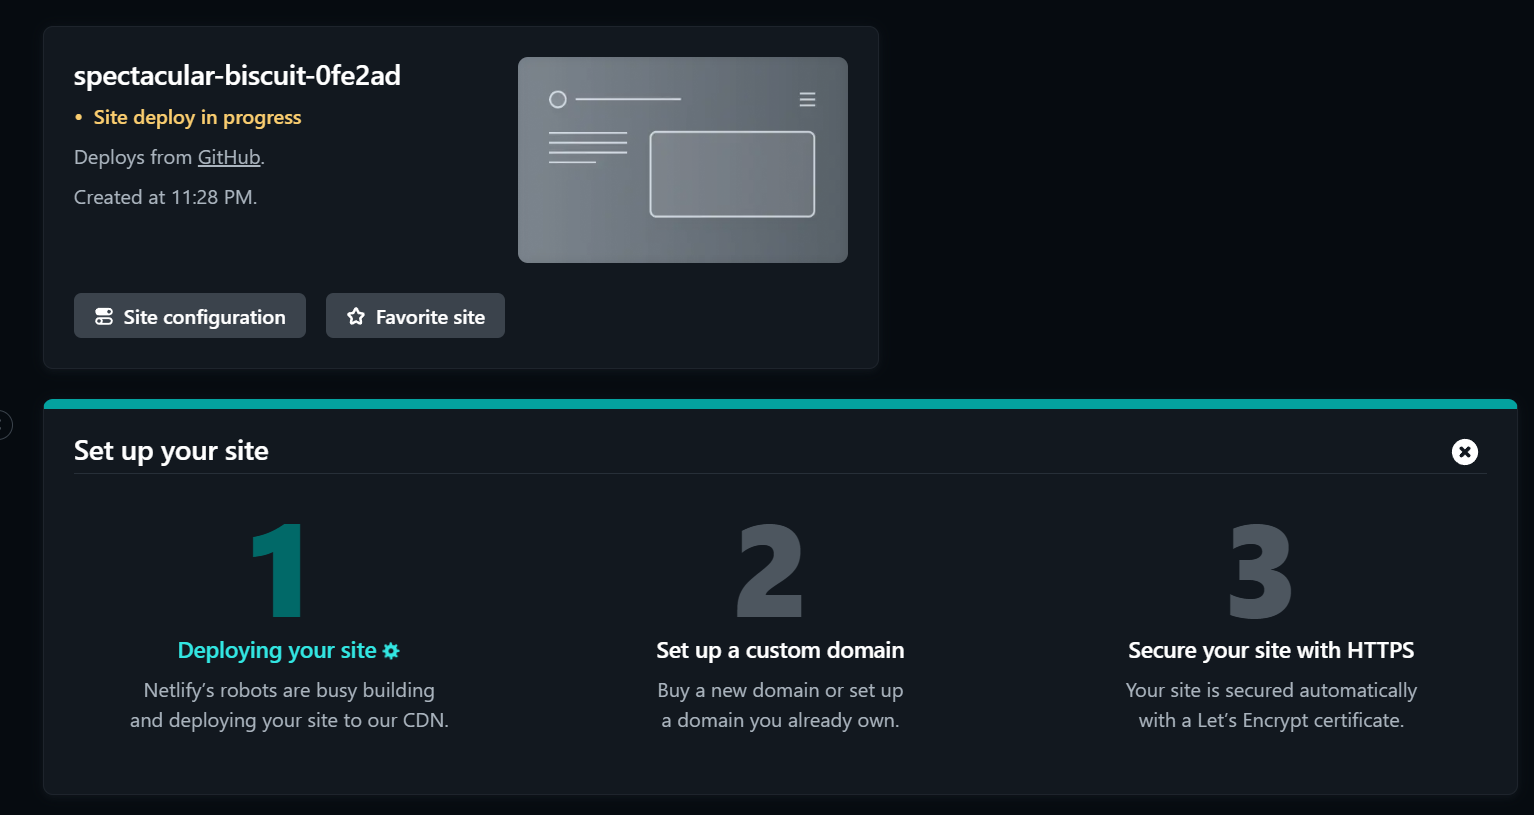 spectacular-biscuit-0fe2ad
• Site deploy in progress
Deploys from GitHub.
Created at 11:28 PM.
Site configuration
Favorite site
Set up your site
1
Deploying your site
Netlify’s robots are busy building
and deploying your site to our CDN.
2
Set up a custom domain
Buy a new domain or set up
a domain you already own.
3
Secure your site with HTTPS
Your site is secured automatically
with a Let’s Encrypt certificate.